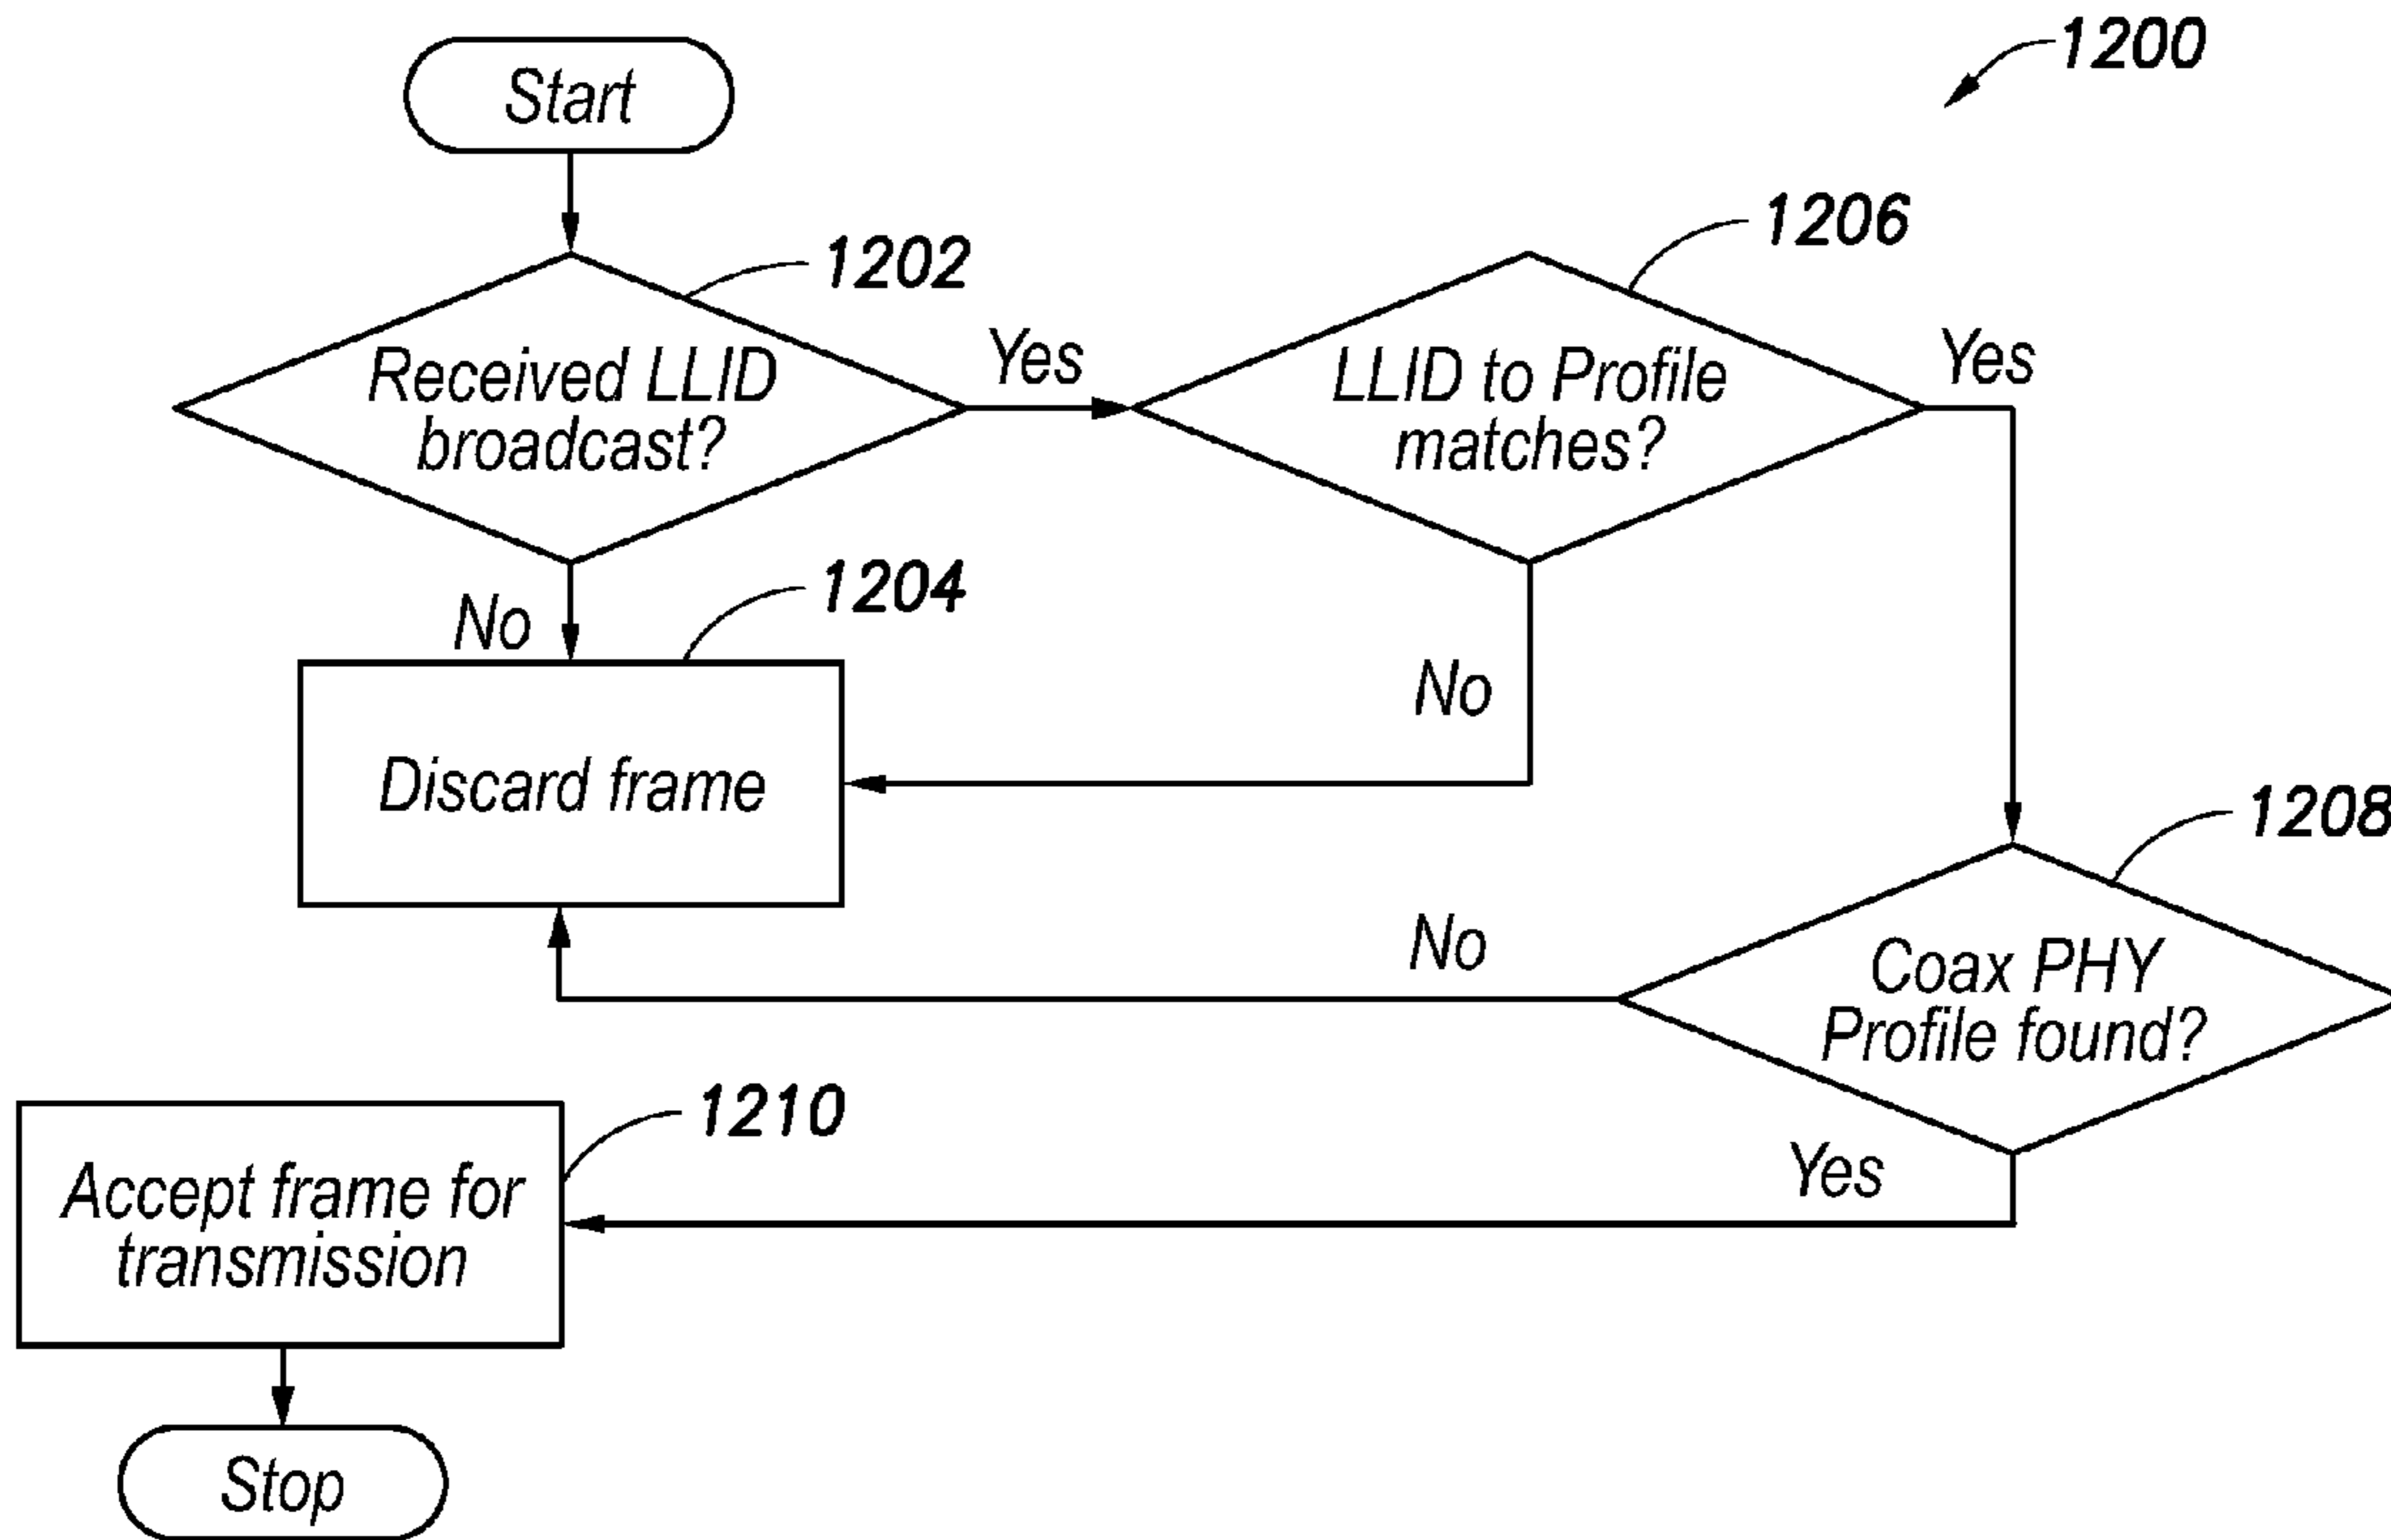 Start
1200
1202
Received LLID
broadcast?
Yes
1206
LLID to Profile
matches?
Yes
No
1204
Discard frame
No
1208
Coax PHY
Profile found?
No
Yes
1210
Accept frame for
transmission
Stop